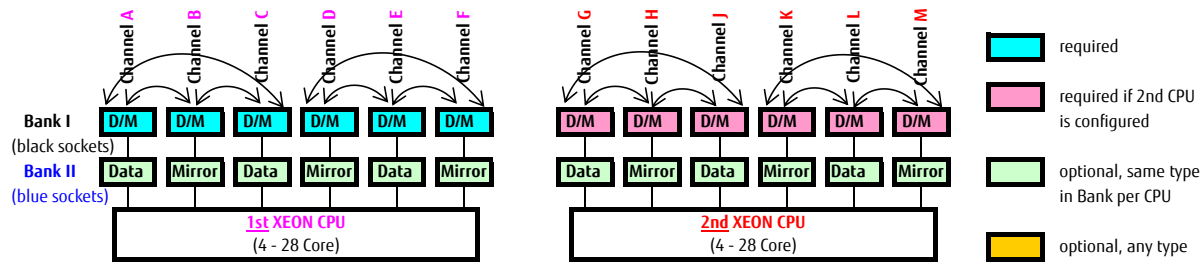 Channel A
Channel B
Channel C
Channel D
Channel E
Channel F
Channel G
Channel H
Channel J
Channel K
Channel L
Channel M
Bank I
(black sockets)
D/M D/M D/M D/M D/M D/M D/M D/M D/M D/M D/M D/M
Bank II
(blue sockets)
Data Mirror Data Mirror Data Mirror Data Mirror Data Mirror Data Mirror
1st XEON CPU
(4 - 28 Core)
2nd XEON CPU
(4 - 28 Core)
required
required if 2nd CPU
is configured
optional, same type
in Bank per CPU
optional, any type